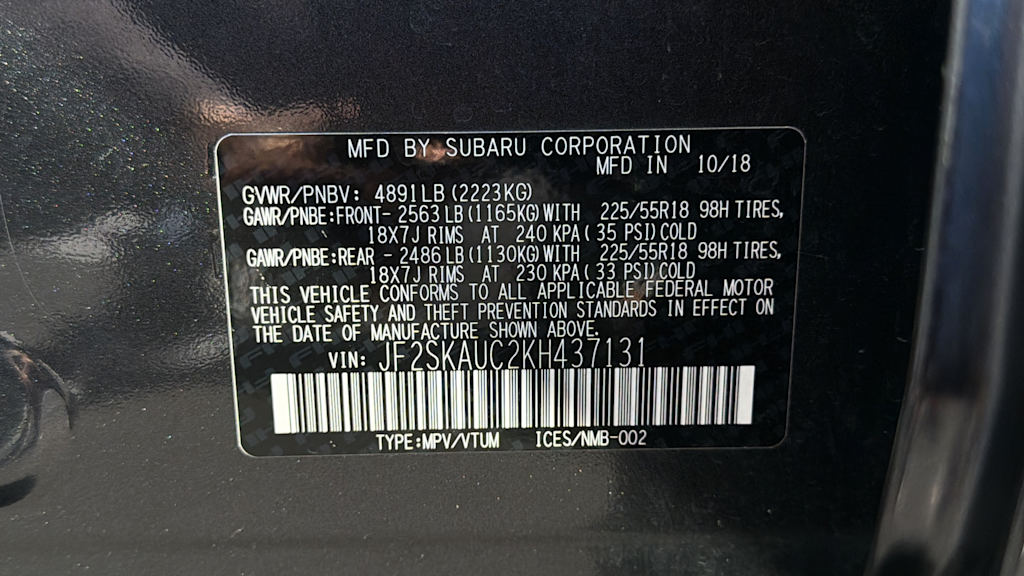 MFD BY SUBARU CORPORATION
MFD IN 10/18
GVWR/PNBV: 4891LB(2223KG)
GAWR/PNBE:FRONT- 2563 LB(1165KG)WITH 225/55R18 98H TIRES,
18X7J RIMS AT 240 KPA( 35 PSI)COLD
GAWR/PNBE:REAR - 2486 LB(1130KG)WITH 225/55R18 98H TIRES,
18X7J RIMS AT 230 KPA( 33 PSI)COLD
THIS VEHICLE CONFORMS TO ALL APPLICABLE FEDERAL MOTOR
VEHICLE SAFETY AND THEFT PREVENTION STANDARDS IN EFFECT ON
THE DATE OF MANUFACTURE SHOWN ABOVE.
VIN: JF2SKAUC2KH437131
TYPE:MPV/VTUM ICES/NMB-002